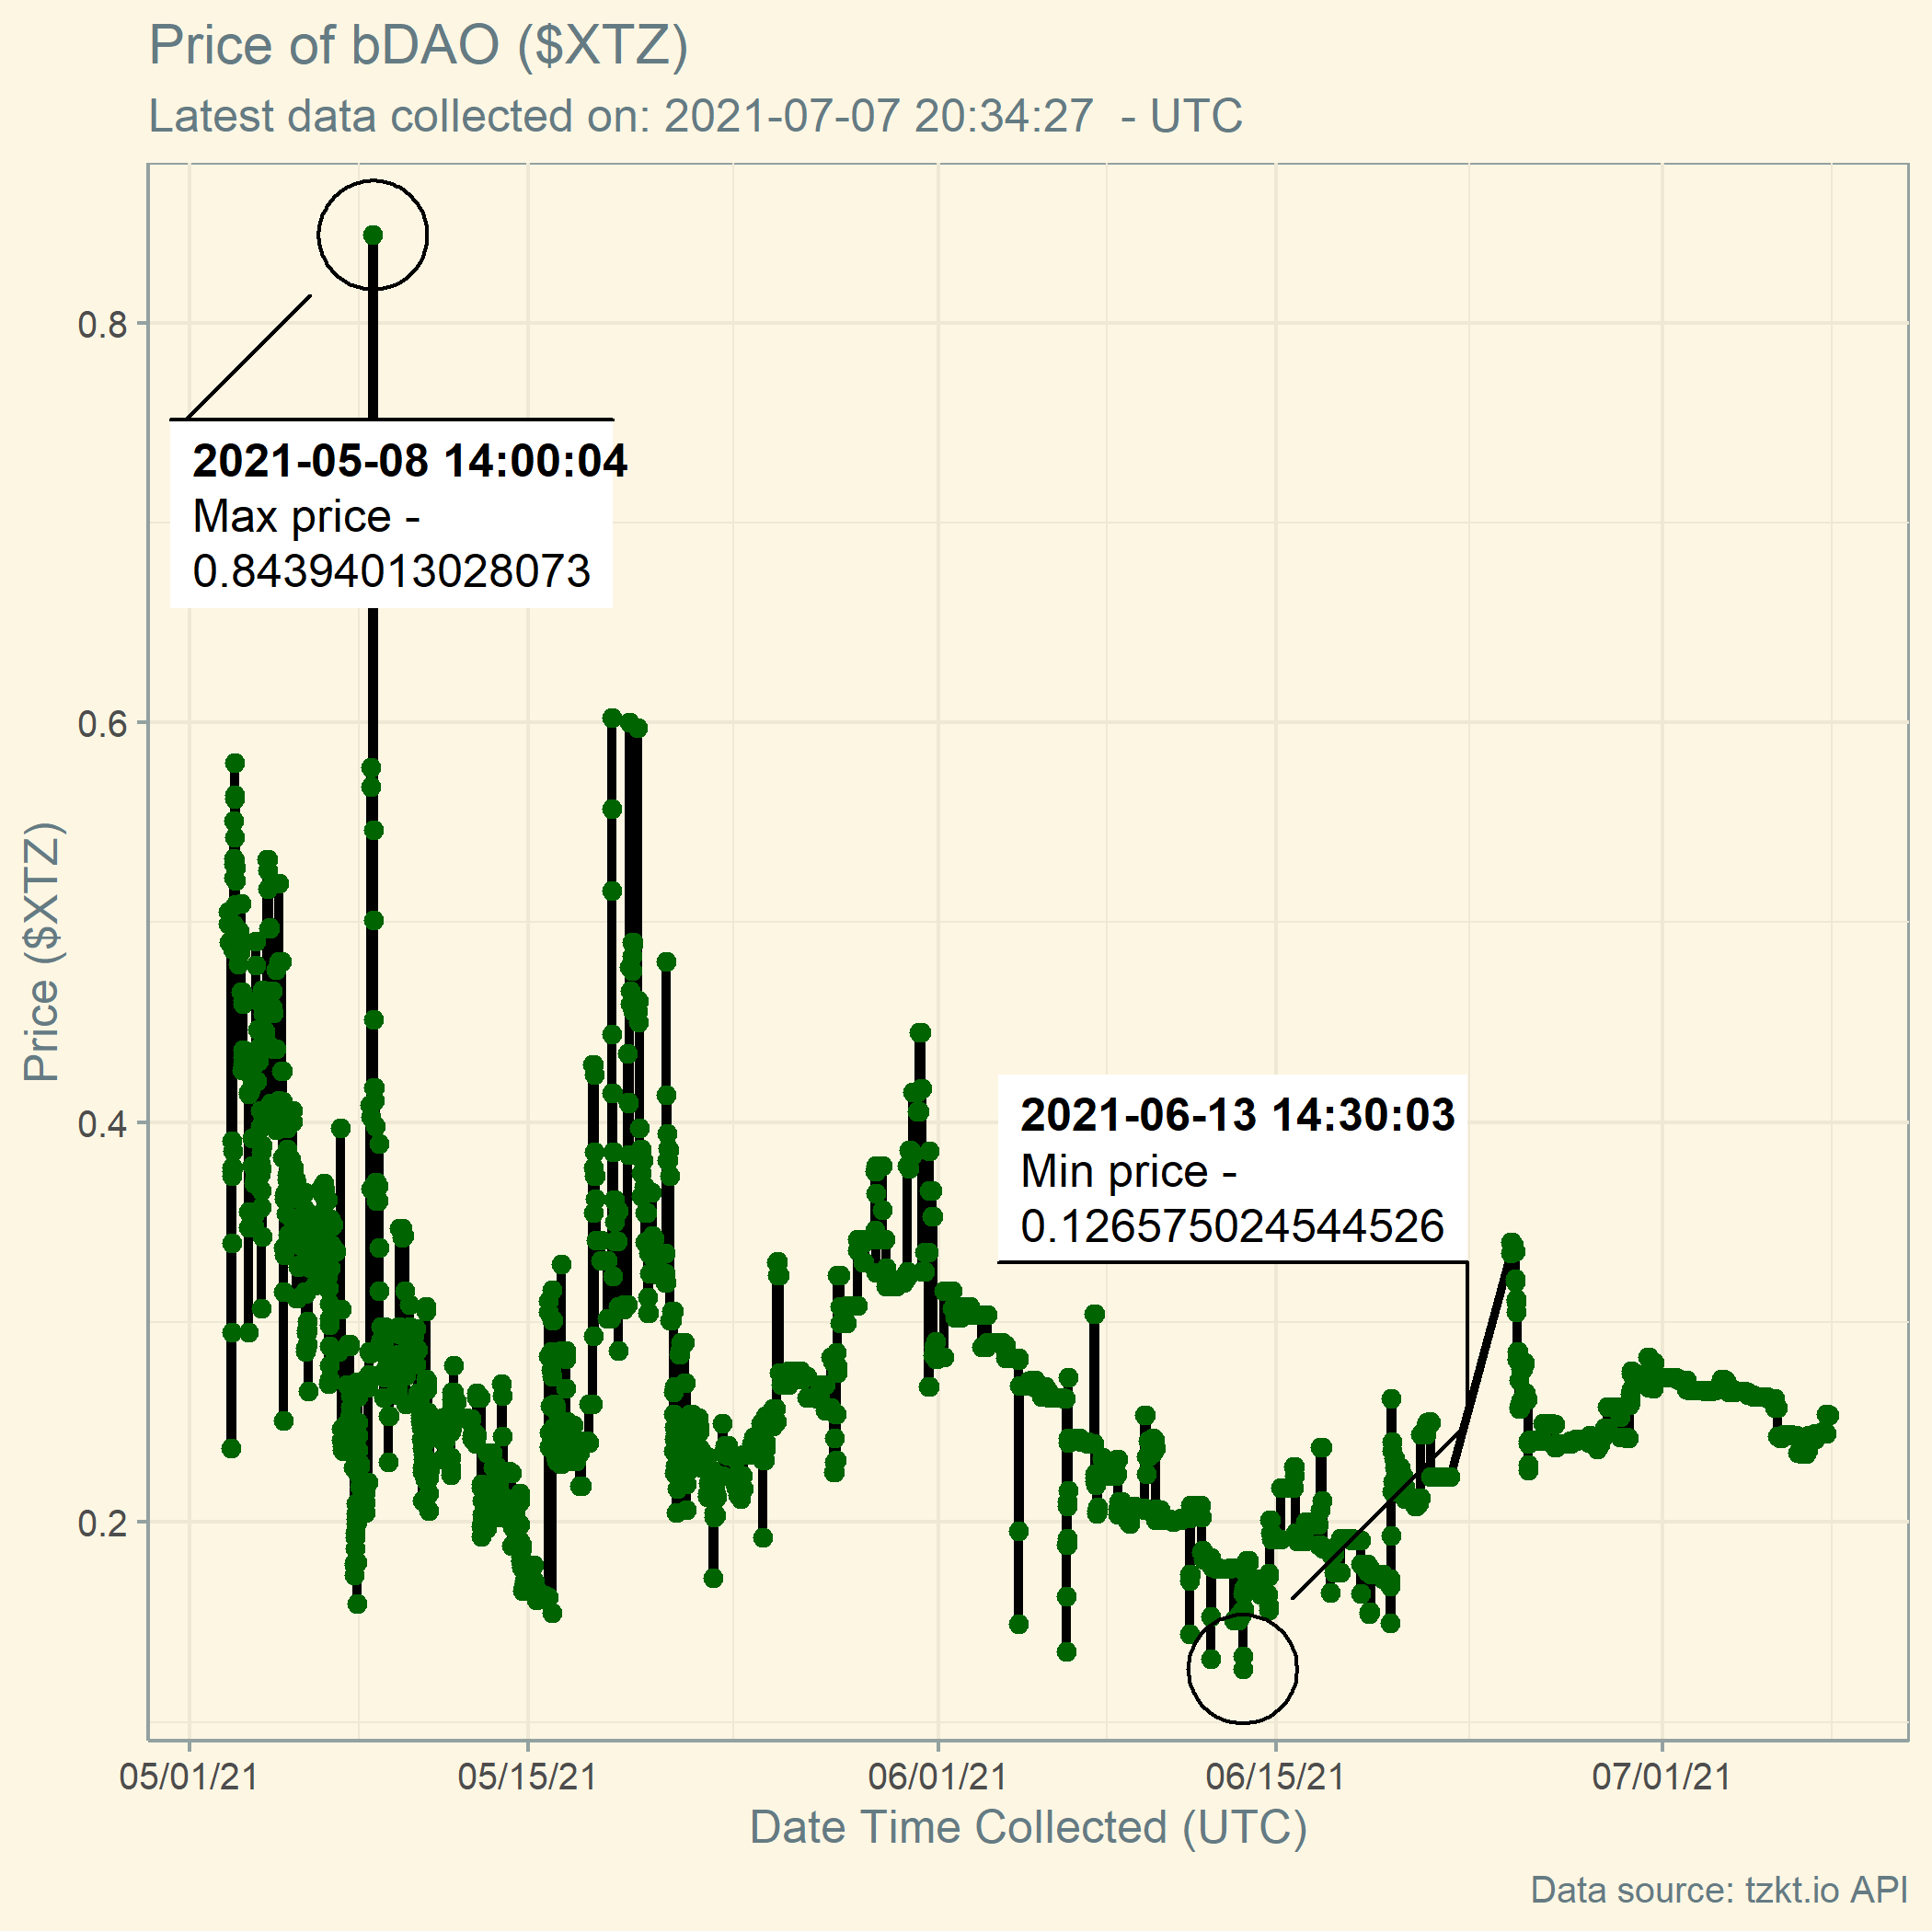 Price of bDAO ($XTZ)
Latest data collected on: 2021-07-07 20:34:27  - UTC
0.8
2021-05-08 14:00:04
Max price -
0.84394013028073
0.6
Price ($XTZ)
0.4
2021-06-13 14:30:03
Min price -
0.126575024544526
0.2
05/01/21
05/15/21
06/01/21
06/15/21
07/01/21
Date Time Collected (UTC)
Data source: tzkt.io API